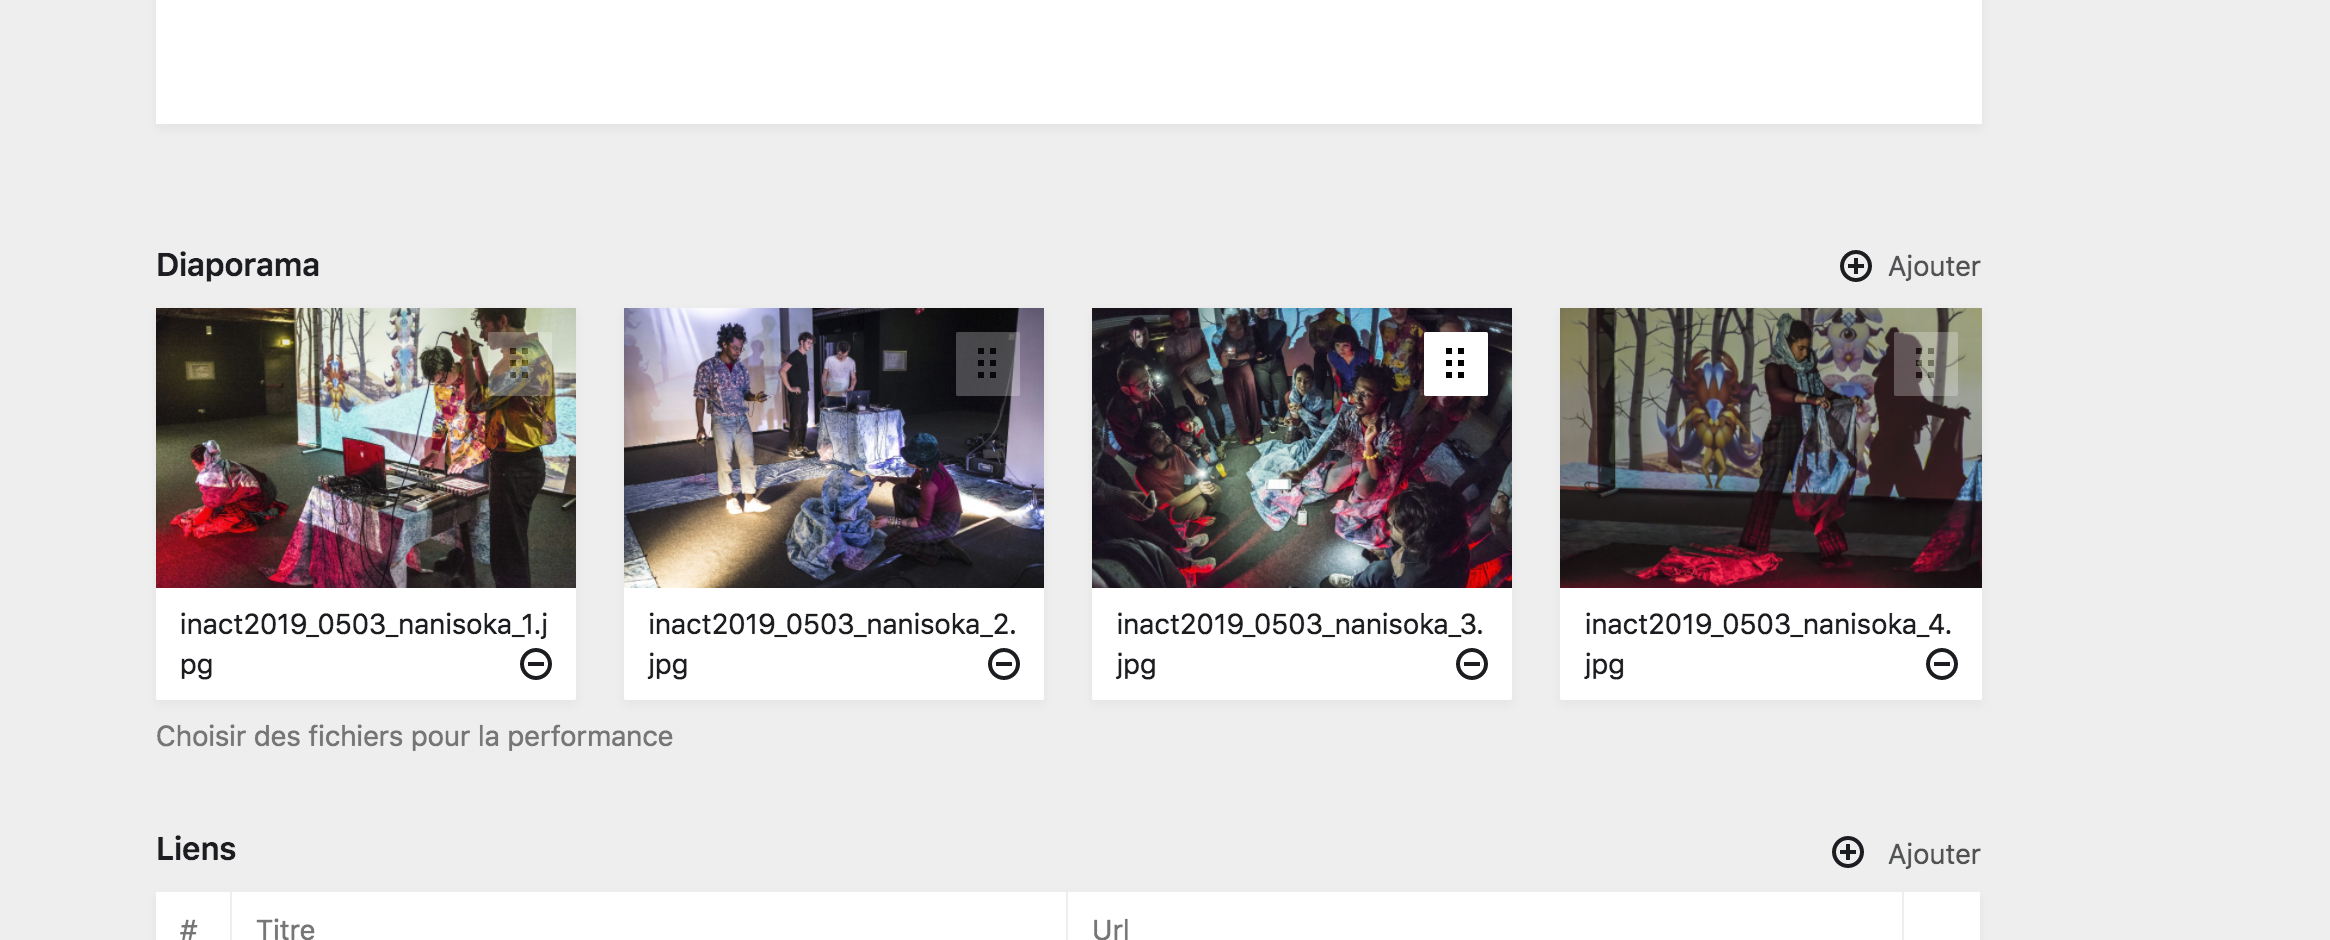 Diaporama
Ajouter
inact2019_0503_nanisoka_1.j
pg
inact2019_0503_nanisoka_2.
jpg
inact2019_0503_nanisoka_3.
jpg
inact2019_0503_nanisoka_4.
jpg
Choisir des fichiers pour la performance
Liens
Ajouter
# Titre Url